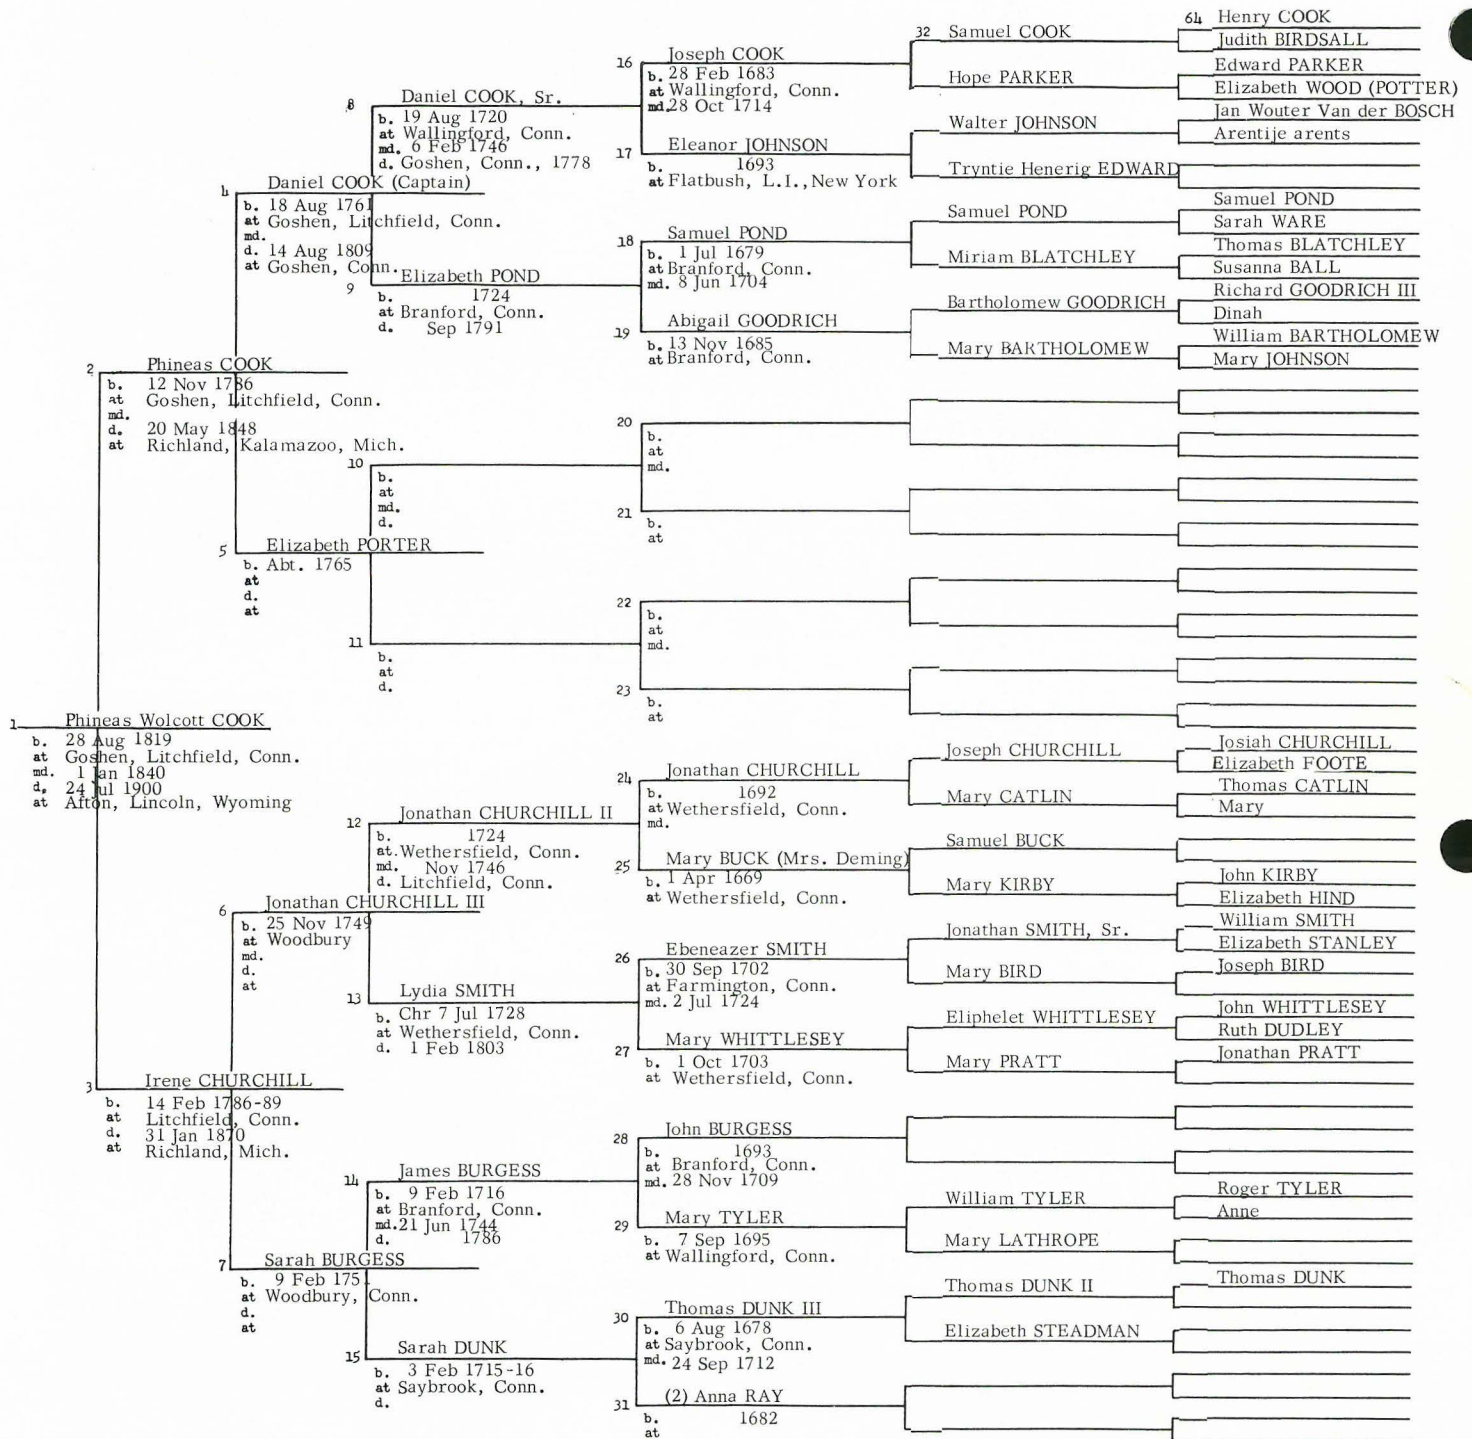 1 Phineas Wolcott COOK
b. 28 Aug 1819
at Goshen, Litchfield, Conn.
md. 1 Jan 1840
d. 24 Jul 1900
at Afton, Lincoln, Wyoming
2 Phineas COOK
b. 12 Nov 1786
at Goshen, Litchfield, Conn.
md.
d. 20 May 1848
at Richland, Kalamazoo, Mich.
3 Irene CHURCHILL
b. 14 Feb 1786-89
at Litchfield, Conn.
d. 31 Jan 1870
at Richland, Mich.
4 Daniel COOK (Captain)
b. 18 Aug 1761
at Goshen, Litchfield, Conn.
md.
d. 14 Aug 1809
at Goshen, Conn.
5 Elizabeth PORTER
b. Abt. 1765
at
d.
at
6 Jonathan CHURCHILL III
b. 25 Nov 1749
at Woodbury
md.
d.
at
7 Sarah BURGESS
b. 9 Feb 175
at Woodbury, Conn.
d.
at
8 Daniel COOK, Sr.
b. 19 Aug 1720
at Wallingford, Conn.
md. 6 Feb 1746
d. Goshen, Conn., 1778
9 Elizabeth POND
b. 1724
at Branford, Conn.
d. Sep 1791
10
b.
at
md.
d.
11
b.
at
d.
12 Jonathan CHURCHILL II
b. 1724
at. Wethersfield, Conn.
md. Nov 1746
d. Litchfield, Conn.
13 Lydia SMITH
b. Chr 7 Jul 1728
at Wethersfield, Conn.
d. 1 Feb 1803
14 James BURGESS
b. 9 Feb 1716
at Branford, Conn.
md. 21 Jun 1744
d. 1786
15 Sarah DUNK
b. 3 Feb 1715-16
at Saybrook, Conn.
d.
16 Joseph COOK
b. 28 Feb 1683
at Wallingford, Conn.
md. 28 Oct 1714
17 Eleanor JOHNSON
b. 1693
at Flatbush, L.I., New York
18 Samuel POND
b. 1 Jul 1679
at Branford, Conn.
md. 8 Jun 1704
19 Abigail GOODRICH
b. 13 Nov 1685
at Branford, Conn.
20
b.
at
md.
21
b.
at
22
b.
at
md.
23
b.
at
24 Jonathan CHURCHILL
b. 1692
at Wethersfield, Conn.
md.
25 Mary BUCK (Mrs. Deming)
b. 1 Apr 1669
at Wethersfield, Conn.
26 Ebeneazer SMITH
b. 30 Sep 1702
at Farmington, Conn.
md. 2 Jul 1724
27 Mary WHITTLESEY
b. 1 Oct 1703
at Wethersfield, Conn.
28 John BURGESS
b. 1693
at Branford, Conn.
md. 28 Nov 1709
29 Mary TYLER
b. 7 Sep 1695
at Wallingford, Conn.
30 Thomas DUNK III
b. 6 Aug 1678
at Saybrook, Conn.
md. 24 Sep 1712
31 (2) Anna RAY
b. 1682
at
32 Samuel COOK
Hope PARKER
Walter JOHNSON
Tryntie Henerig EDWARD
Samuel POND
Miriam BLATCHLEY
Bartholomew GOODRICH
Mary BARTHOLOMEW
Joseph CHURCHILL
Mary CATLIN
Samuel BUCK
Mary KIRBY
Jonathan SMITH, Sr.
Mary BIRD
Eliphelet WHITTLESEY
Mary PRATT
William TYLER
Mary LATHROPE
Thomas DUNK II
Elizabeth STEADMAN
64 Henry COOK
Judith BIRDSALL
Edward PARKER
Elizabeth WOOD (POTTER)
Jan Wouter Van der BOSCH
Arentije arents
Samuel POND
Sarah WARE
Thomas BLATCHLEY
Susanna BALL
Richard GOODRICH III
Dinah
William BARTHOLOMEW
Mary JOHNSON
Josiah CHURCHILL
Elizabeth FOOTE
Thomas CATLIN
Mary
John KIRBY
Elizabeth HIND
William SMITH
Elizabeth STANLEY
Joseph BIRD
John WHITTLESEY
Ruth DUDLEY
Jonathan PRATT
Roger TYLER
Anne
Thomas DUNK